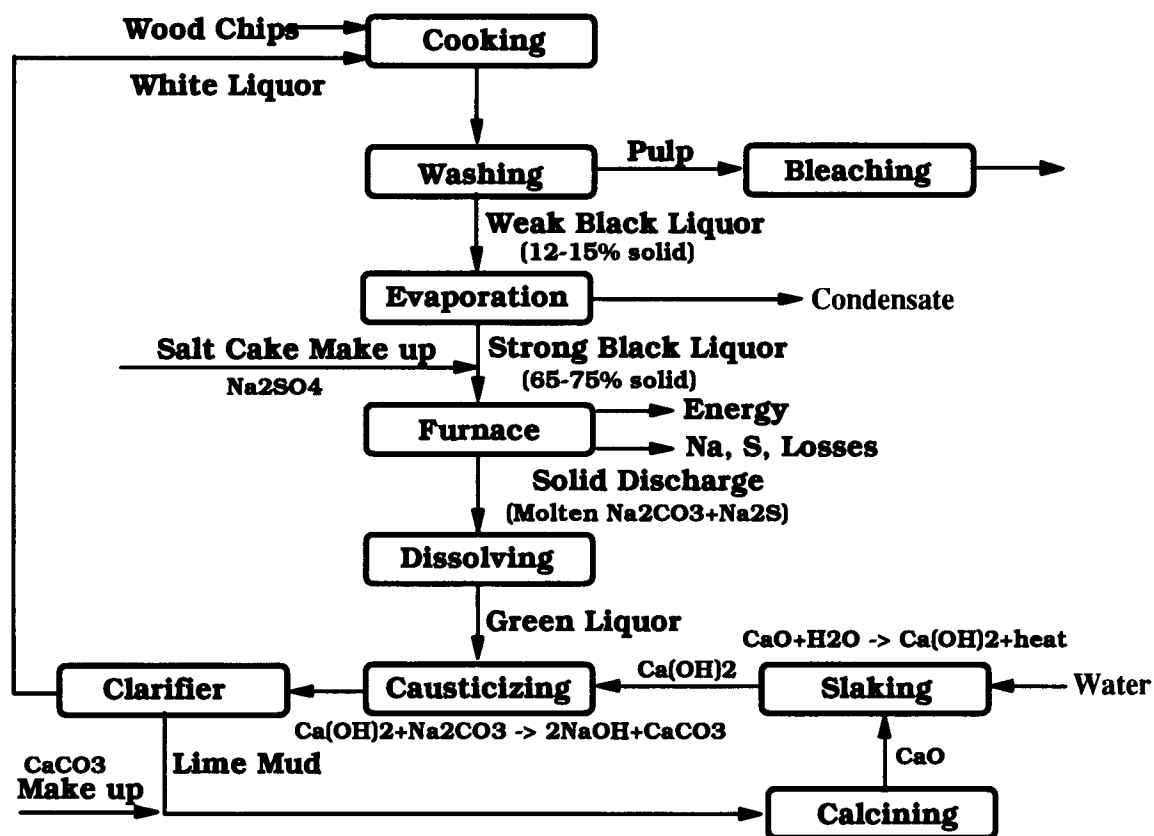 Wood Chips
Cooking
White Liquor
Washing
Pulp
Bleaching
Weak Black Liquor
(12-15% solid)
Evaporation
Condensate
Salt Cake Make up
Na2SO4
Strong Black Liquor
(65-75% solid)
Furnace
Energy
Na, S, Losses
Solid Discharge
(Molten Na2CO3+Na2S)
Dissolving
Green Liquor
CaO+H2O -> Ca(OH)2+heat
Clarifier
Causticizing
Ca(OH)2
Slaking
Water
Ca(OH)2+Na2CO3 -> 2NaOH+CaCO3
CaCO3
Make up
Lime Mud
CaO
Calcining